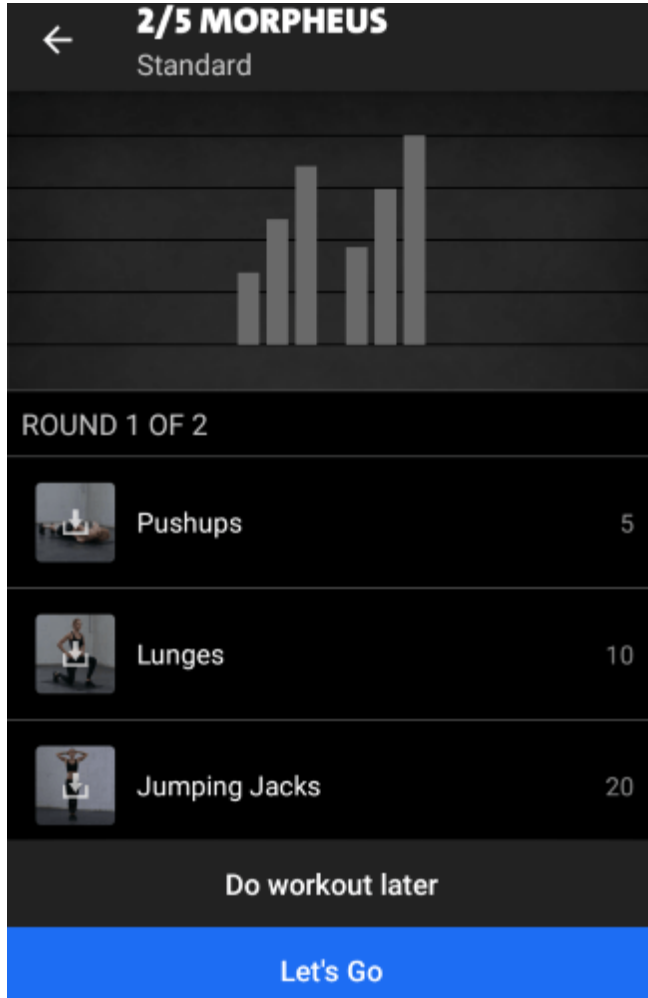 2/5 MORPHEUS
Standard
ROUND 1 OF 2
Pushups 5
Lunges 10
Jumping Jacks 20
Do workout later
Let's Go